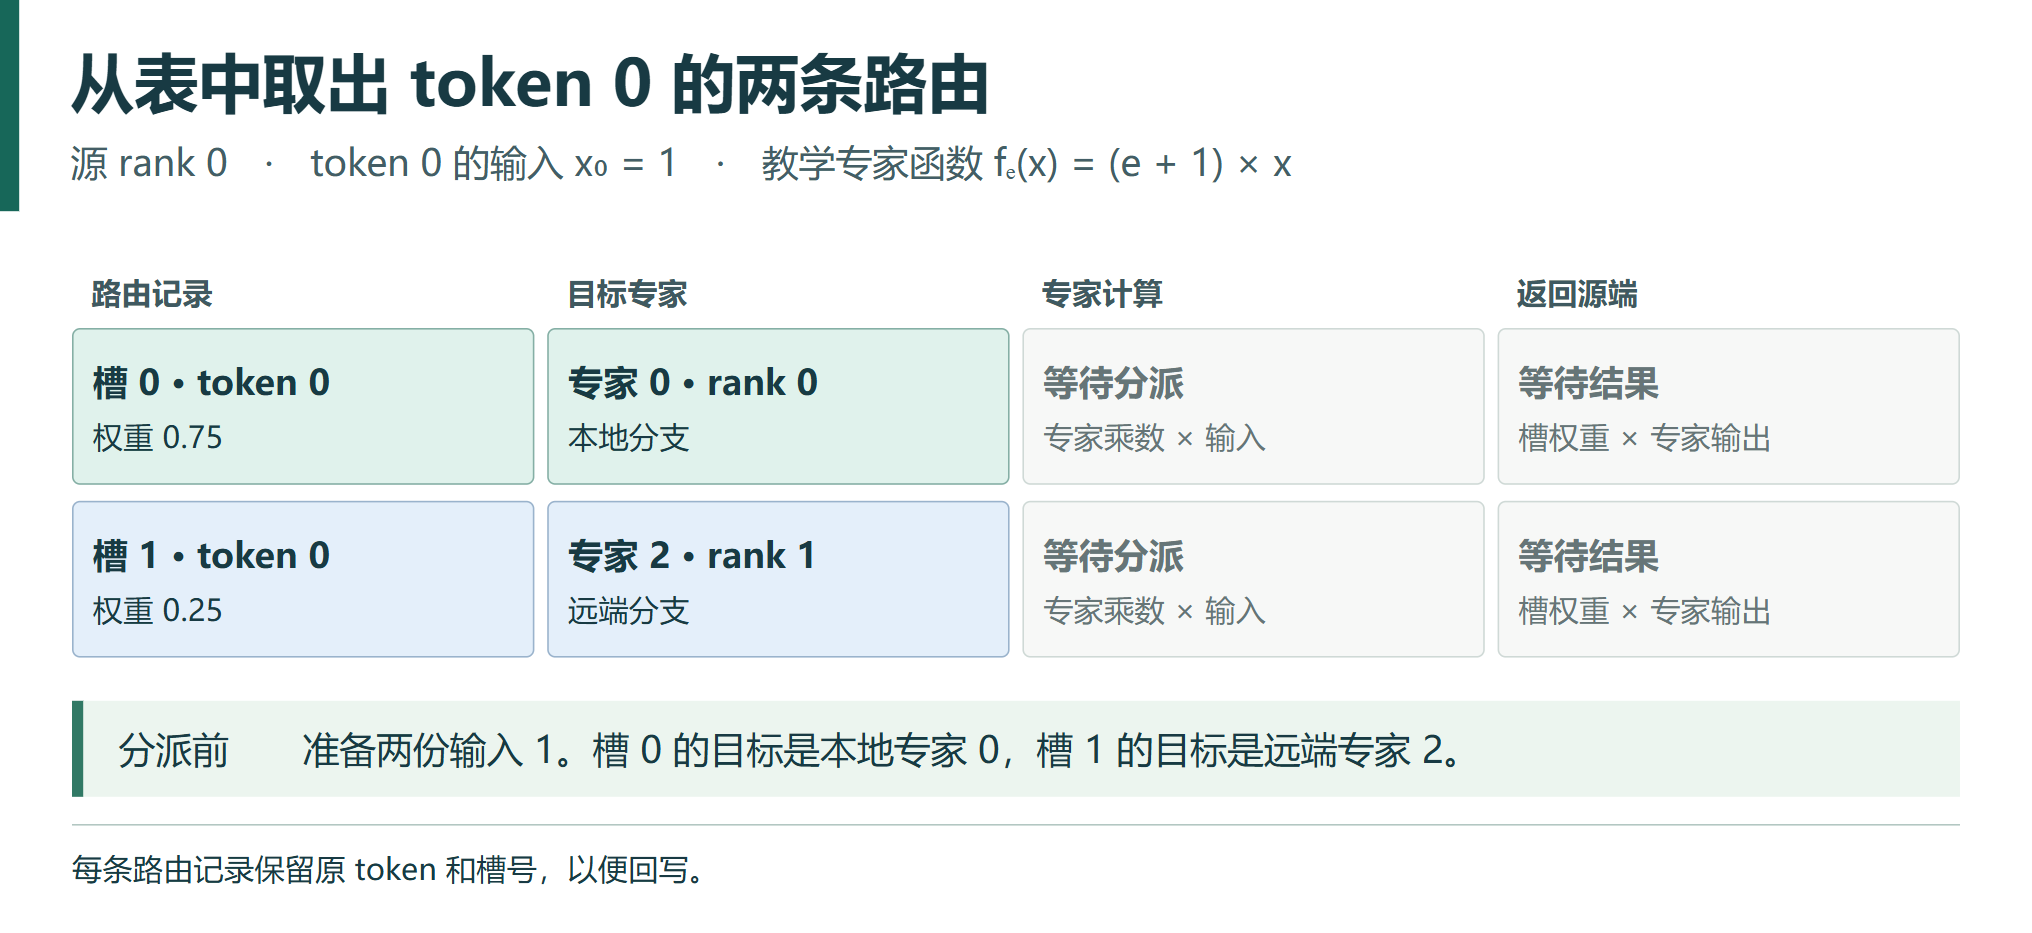 从表中取出 token 0 的两条路由
源 rank 0 · token 0 的输入 x₀ = 1 · 教学专家函数 fₑ(x) = (e + 1) × x
路由记录 目标专家 专家计算 返回源端
槽 0 • token 0 专家 0 • rank 0 等待分派 等待结果
权重 0.75 本地分支 专家乘数 × 输入 槽权重 × 专家输出
槽 1 • token 0 专家 2 • rank 1 等待分派 等待结果
权重 0.25 远端分支 专家乘数 × 输入 槽权重 × 专家输出
分派前 准备两份输入 1。槽 0 的目标是本地专家 0，槽 1 的目标是远端专家 2。
每条路由记录保留原 token 和槽号，以便回写。